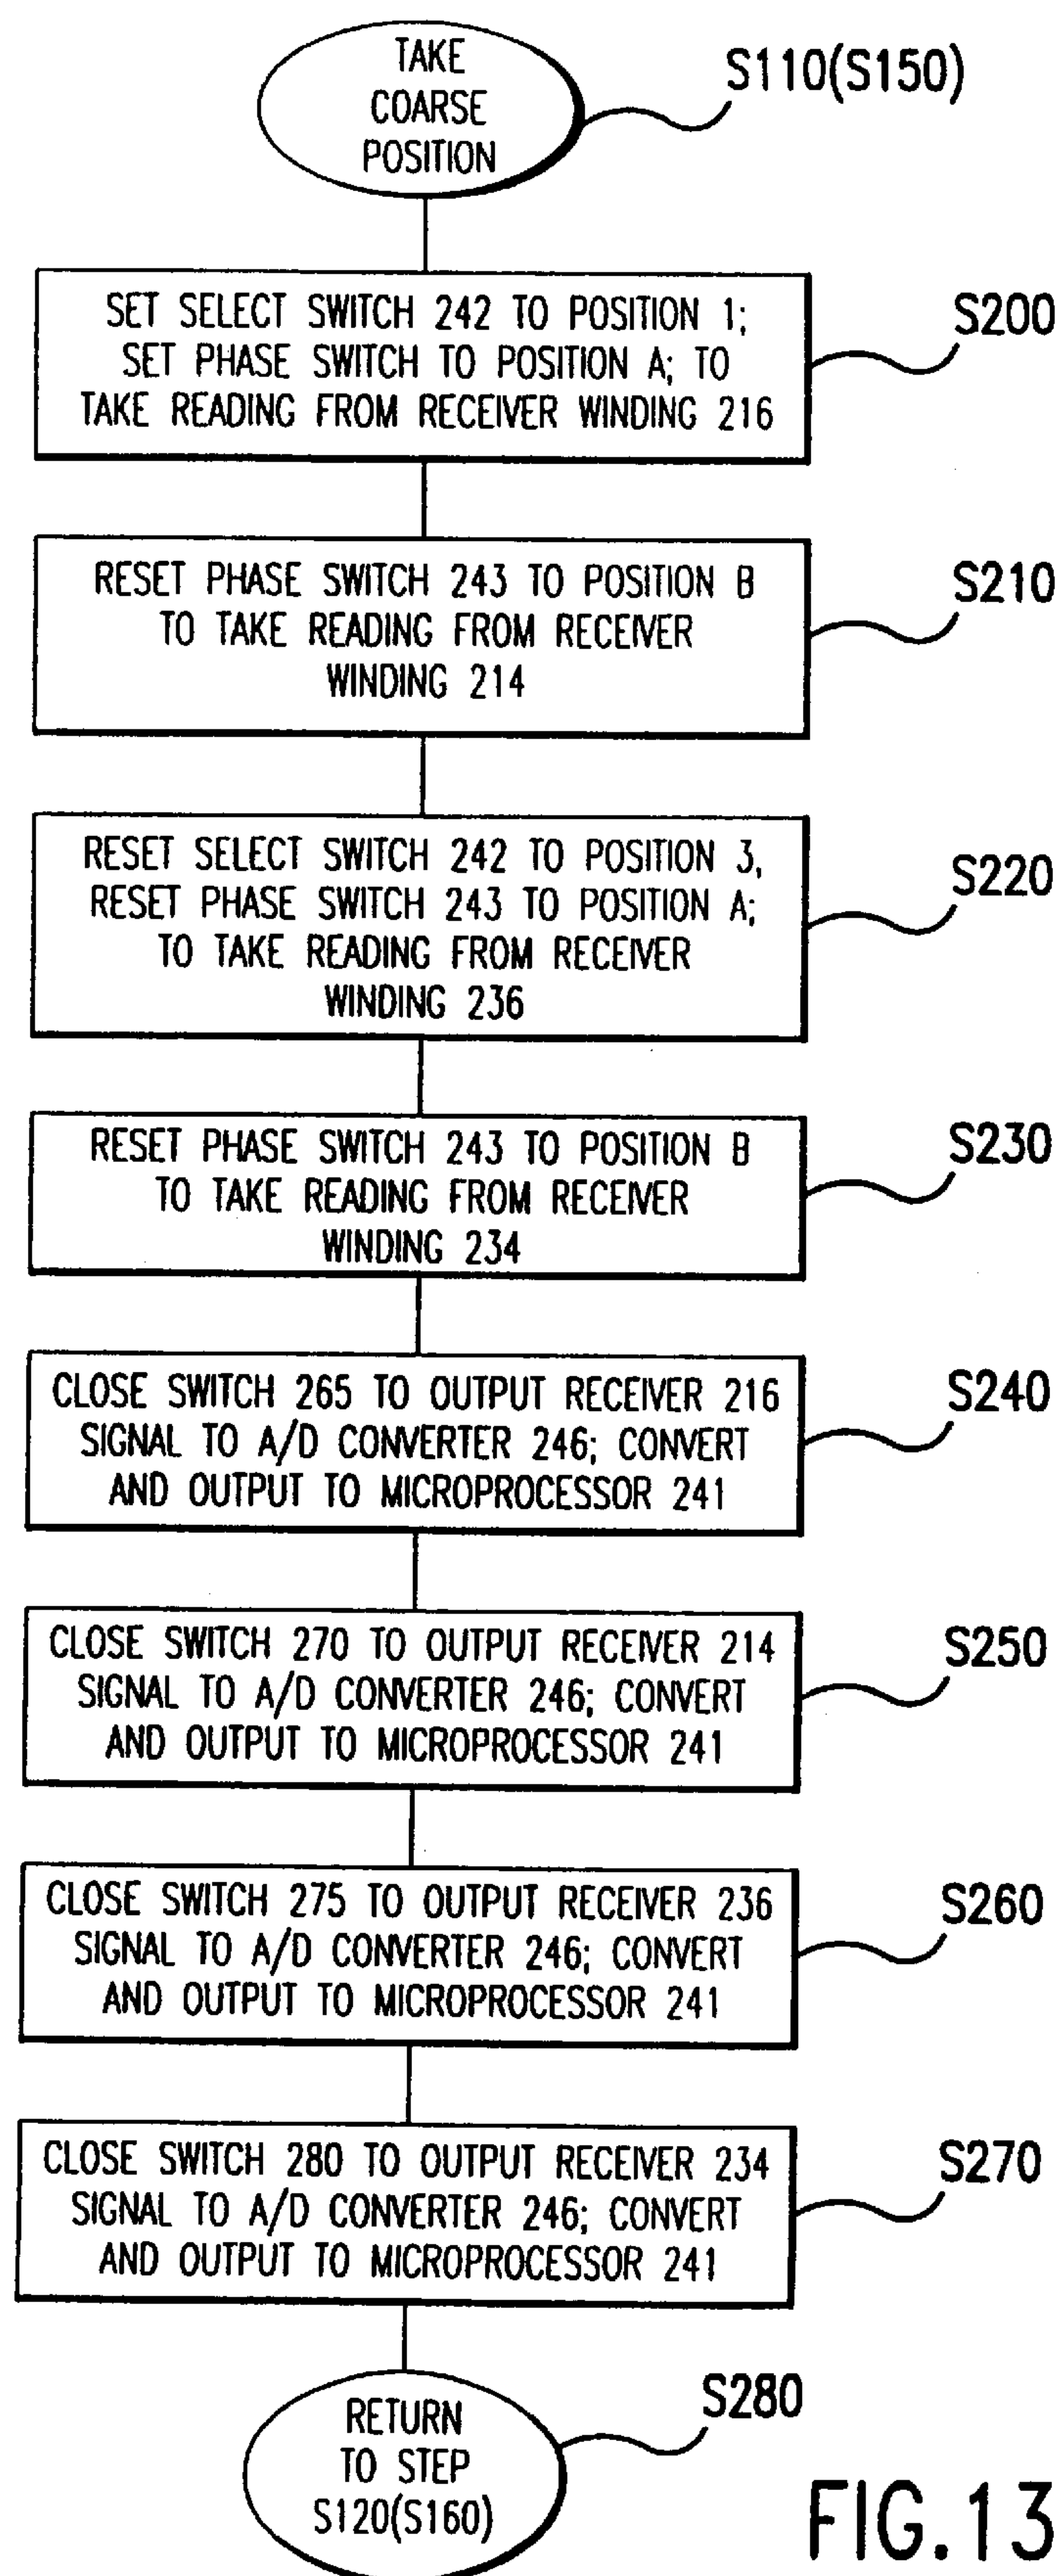 TAKE
COARSE
POSITION
S110(S150)
SET SELECT SWITCH 242 TO POSITION 1;
SET PHASE SWITCH TO POSITION A; TO
TAKE READING FROM RECEIVER WINDING 216
S200
RESET PHASE SWITCH 243 TO POSITION B
TO TAKE READING FROM RECEIVER
WINDING 214
S210
RESET SELECT SWITCH 242 TO POSITION 3,
RESET PHASE SWITCH 243 TO POSITION A;
TO TAKE READING FROM RECEIVER
WINDING 236
S220
RESET PHASE SWITCH 243 TO POSITION B
TO TAKE READING FROM RECEIVER
WINDING 234
S230
CLOSE SWITCH 265 TO OUTPUT RECEIVER 216
SIGNAL TO A/D CONVERTER 246; CONVERT
AND OUTPUT TO MICROPROCESSOR 241
S240
CLOSE SWITCH 270 TO OUTPUT RECEIVER 214
SIGNAL TO A/D CONVERTER 246; CONVERT
AND OUTPUT TO MICROPROCESSOR 241
S250
CLOSE SWITCH 275 TO OUTPUT RECEIVER 236
SIGNAL TO A/D CONVERTER 246; CONVERT
AND OUTPUT TO MICROPROCESSOR 241
S260
CLOSE SWITCH 280 TO OUTPUT RECEIVER 234
SIGNAL TO A/D CONVERTER 246; CONVERT
AND OUTPUT TO MICROPROCESSOR 241
S270
RETURN
TO STEP
S120(S160)
S280
FIG.13